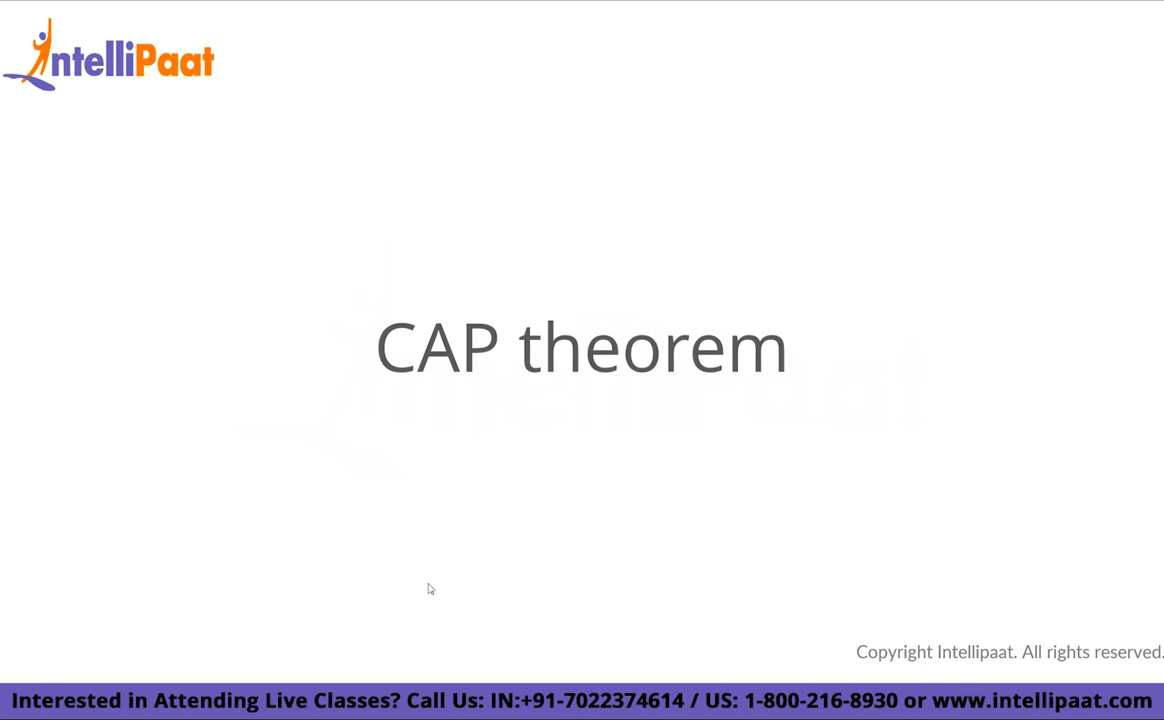 IntelliPaat
CAP theorem
Copyright Intellipaat. All rights reserved.
Interested in Attending Live Classes? Call Us: IN:+91-7022374614 / US: 1-800-216-8930 or www.intellipaat.com